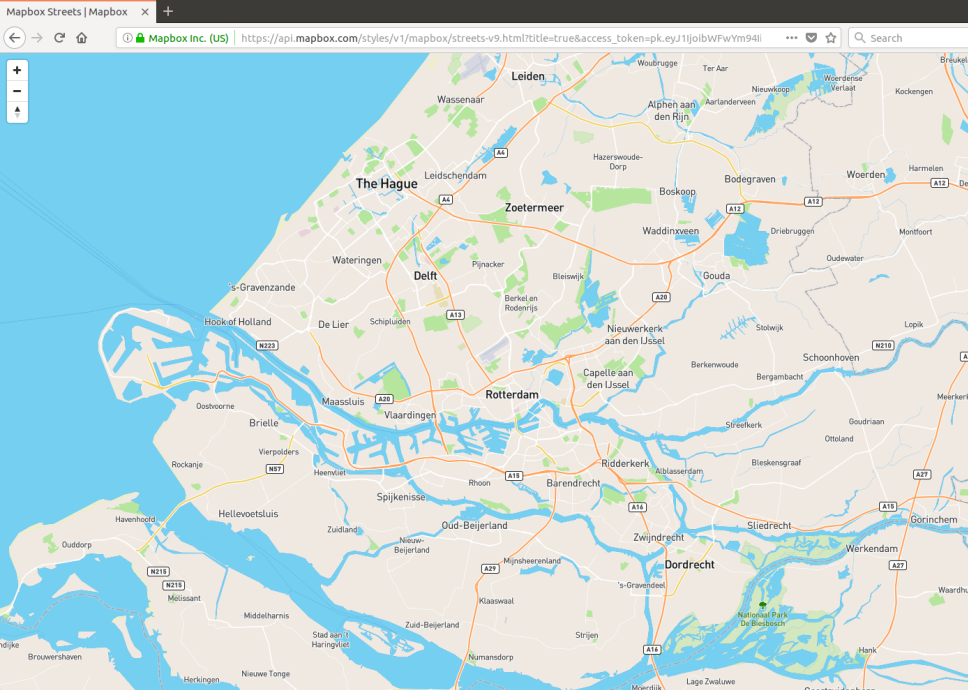 Mapbox Streets | Mapbox
Mapbox Inc. (US)
https://api.mapbox.com/styles/v1/mapbox/streets-v9.html?title=true&access_token=pk.eyJ1IjoibWFwYm94Ii
Search
Woubrugge
Breukel
Leiden
Ter Aar
Woerdense
Verlaat
Nieuwkoop
Kockengen
Wassenaar
Alphen aan
den Rijn
Aarlanderveen
A4
Hazerswoude-
Dorp
Harmelen
Leidschendam
Woerden
Bodegraven
The Hague
A12
Boskoop
A4
A12
Zoetermeer
A12
Waddinxveen
Driebruggen
Montfoort
Wateringen
Pijnacker
Oudewater
Delft
Bleiswijk
Gouda
's-Gravenzande
Berkel en
Rodenrijs
A20
A13
Hook of Holland
De Lier
Schipluiden
Nieuwerkerk
aan den IJssel
Stolwijk
Lopik
N223
N210
Schoonhoven
A
Berkenwoude
Capelle aan
den IJssel
Bergambacht
Rotterdam
A20
Maassluis
Meerkerk
Oostvoorne
Vlaardingen
Brielle
Streefkerk
Goudriaan
Ottoland
Vierpolders
Rockanje
N57
Heenvliet
Ridderkerk
Alblasserdam
Bleskensgraaf
A15
A27
Rhoon
Barendrecht
Spijkenisse
A16
A15
Hellevoetsluis
Havenhoofd
Zuidland
Oud-Beijerland
Sliedrecht
Gorinchem
Nieuw-
Beijerland
Zwijndrecht
Ouddorp
Werkendam
Mijnsheerenland
Dordrecht
A27
N215
A29
's-Gravendeel
N215
Waardhu
Melissant
Klaaswaal
Nationaal Park
De Biesbosch
Middelharnis
Zuid-Beijerland
Stad aan 't
Haringvliet
Strijen
ndijke
A16
Hank
Brouwershaven
Numansdorp
Nieuwe Tonge
Herkingen
Moerdijk
Lage Zwaluwe